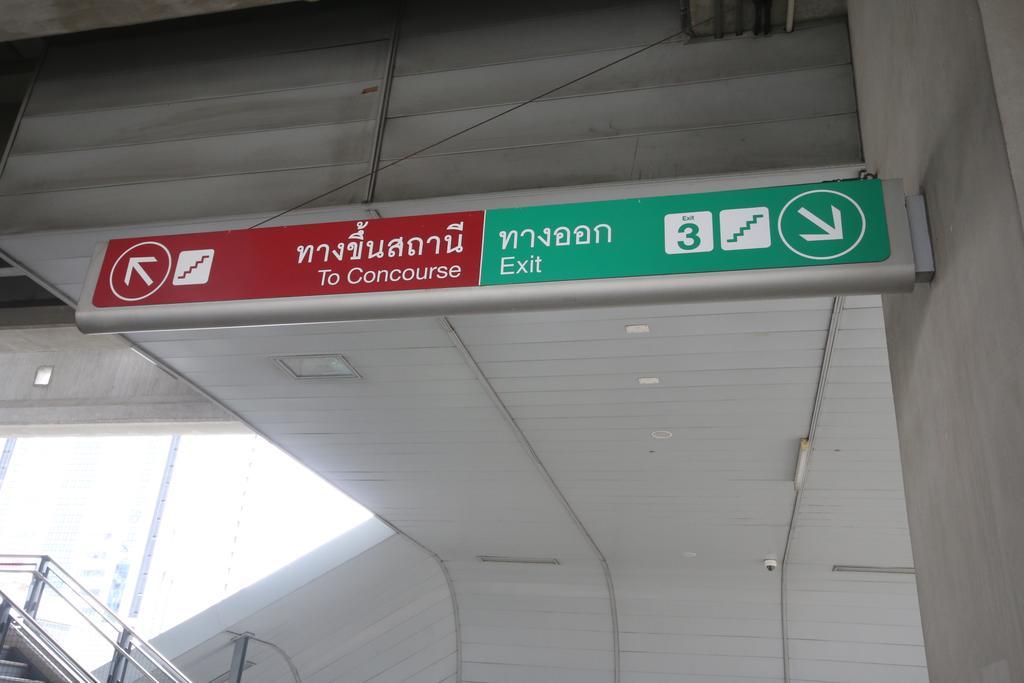 ทางขึ้นสถานี
To Concourse
ทางออก
Exit
Exit
3